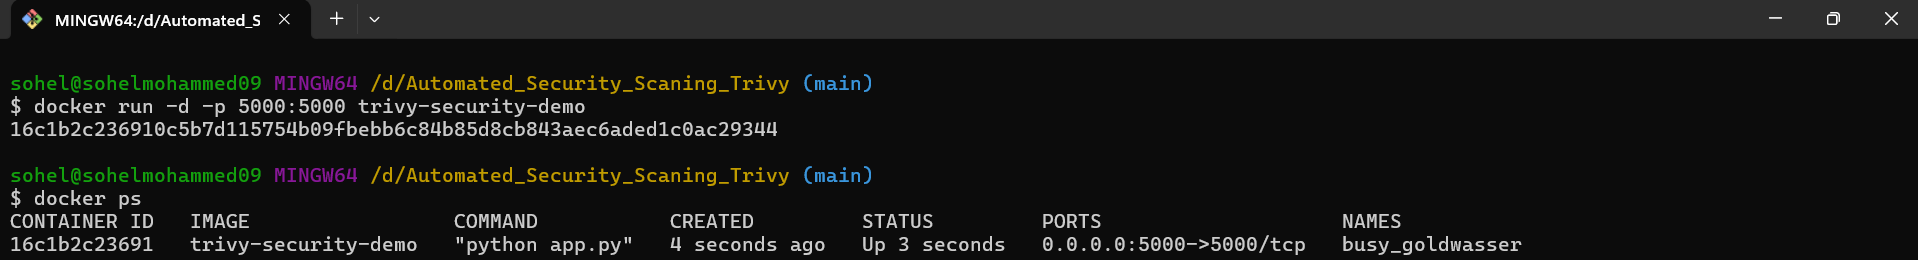 MINGW64:/d/Automated_S
sohel@sohelmohammed09 MINGW64 /d/Automated_Security_Scaning_Trivy (main)
$ docker run -d -p 5000:5000 trivy-security-demo
16c1b2c236910c5b7d115754b09fbebb6c84b85d8cb843aec6aded1c0ac29344
sohel@sohelmohammed09 MINGW64 /d/Automated_Security_Scaning_Trivy (main)
$ docker ps
CONTAINER ID   IMAGE                 COMMAND           CREATED         STATUS         PORTS                    NAMES
16c1b2c23691   trivy-security-demo   "python app.py"   4 seconds ago   Up 3 seconds   0.0.0.0:5000->5000/tcp   busy_goldwasser